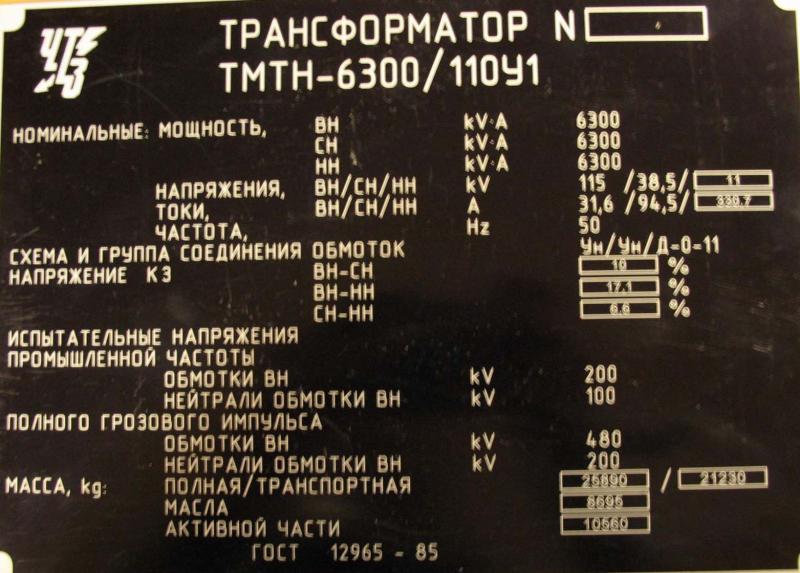 УТЗ
ТРАНСФОРМАТОР N
ТМТН-6300/110У1
НОМИНАЛЬНЫЕ: МОЩНОСТЬ, ВН kV·A 6300
СН kV·A 6300
НН kV·A 6300
НАПРЯЖЕНИЯ, ВН/СН/НН kV 115 /38,5/ 11
ТОКИ, ВН/СН/НН A 31,6 /94,5/ 330.7
ЧАСТОТА, Hz 50
СХЕМА И ГРУППА СОЕДИНЕНИЯ ОБМОТОК Ун/Ун/Д=0=11
НАПРЯЖЕНИЕ КЗ ВН-СН 10 %
ВН-НН 17.1 %
СН-НН 6.6 %
ИСПЫТАТЕЛЬНЫЕ НАПРЯЖЕНИЯ
ПРОМЫШЛЕННОЙ ЧАСТОТЫ
ОБМОТКИ ВН kV 200
НЕЙТРАЛИ ОБМОТКИ ВН kV 100
ПОЛНОГО ГРОЗОВОГО ИМПУЛЬСА
ОБМОТКИ ВН kV 480
НЕЙТРАЛИ ОБМОТКИ ВН kV 200
МАССА, kg: ПОЛНАЯ/ТРАНСПОРТНАЯ 25890 / 21230
МАСЛА
АКТИВНОЙ ЧАСТИ 10560
ГОСТ 12965 - 85